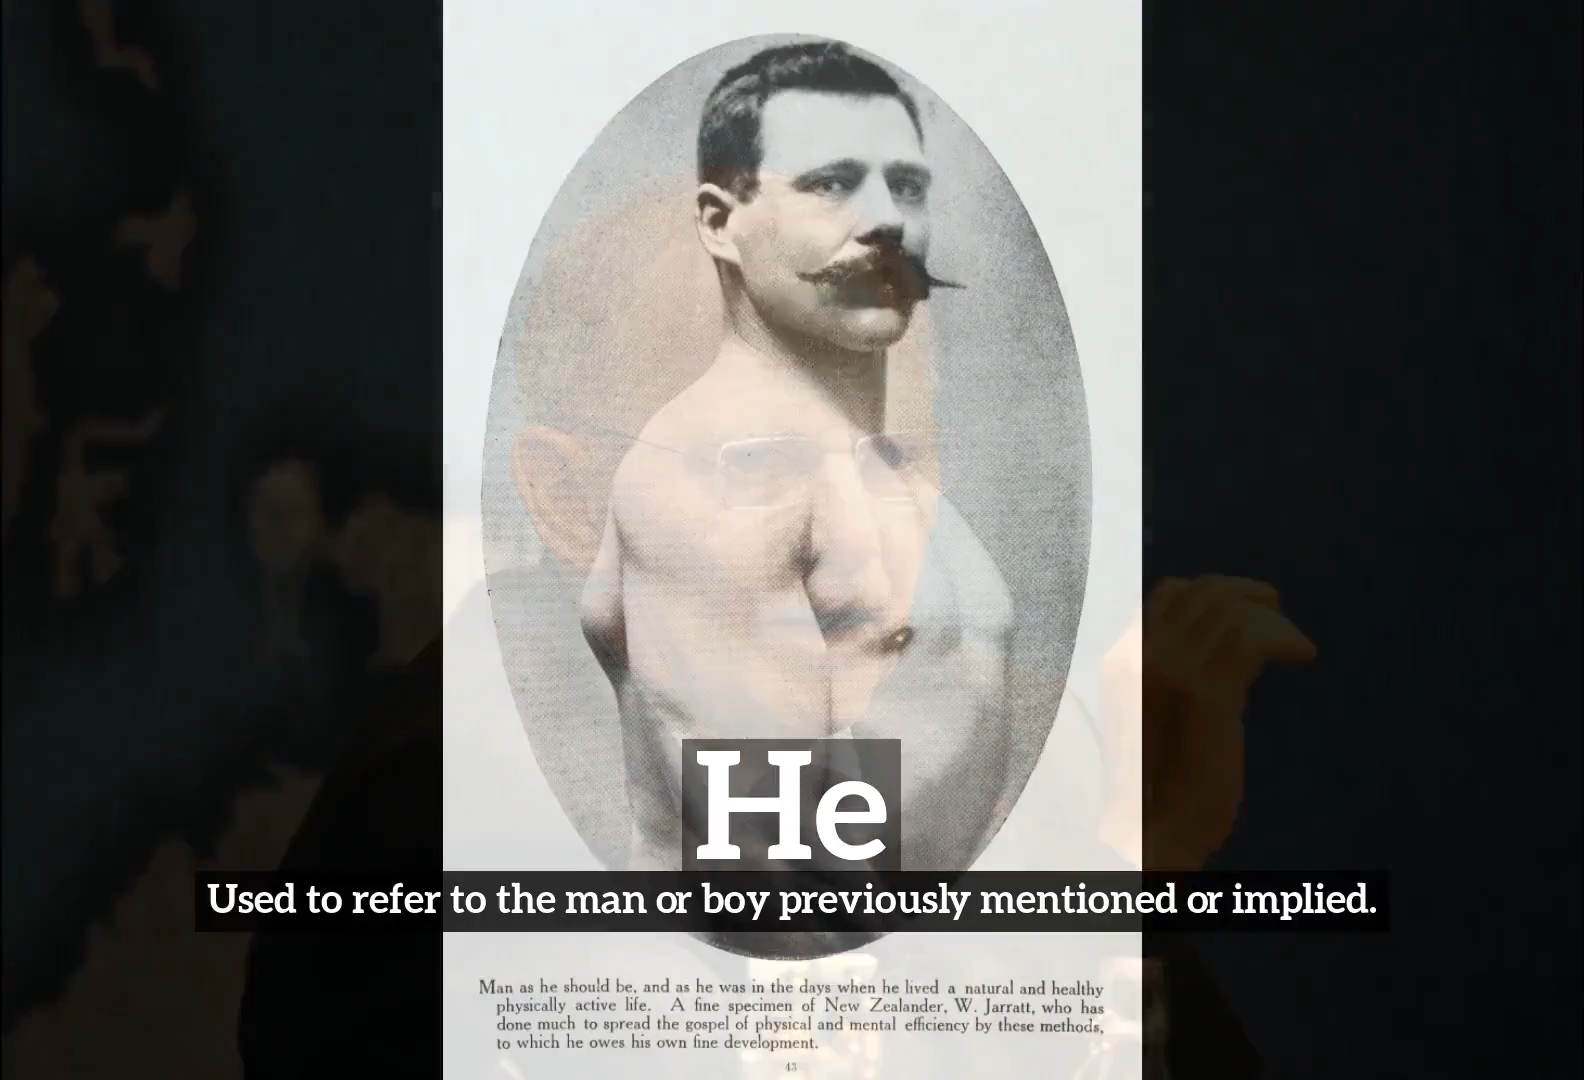 He
Used to refer to the man or boy previously mentioned or implied.
Man as he should be, and as he was in the days when he lived a natural and healthy
physically active life. A fine specimen of New Zealander, W. Jarratt, who has
done much to spread the gospel of physical and mental efficiency by these methods,
to which he owes his own fine development.
43